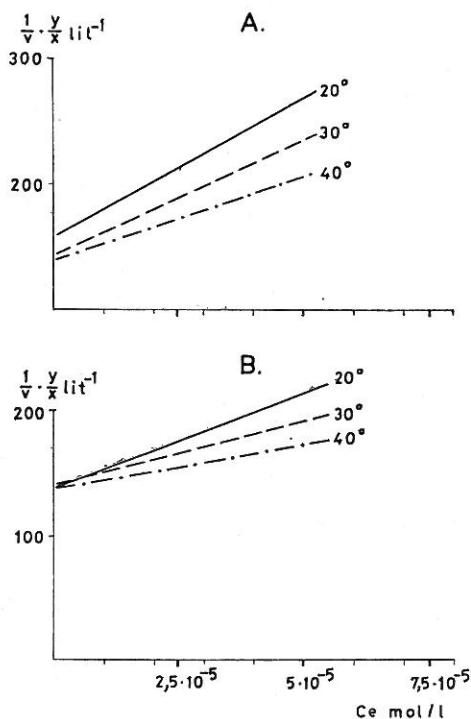 A.
1/v · y/x lil⁻¹
300
20°
30°
200
40°
B.
1/v · y/x lit⁻¹
20°
200
30°
40°
100
2,5·10⁻⁵ 5·10⁻⁵ 7,5·10⁻⁵
Ce mol/l